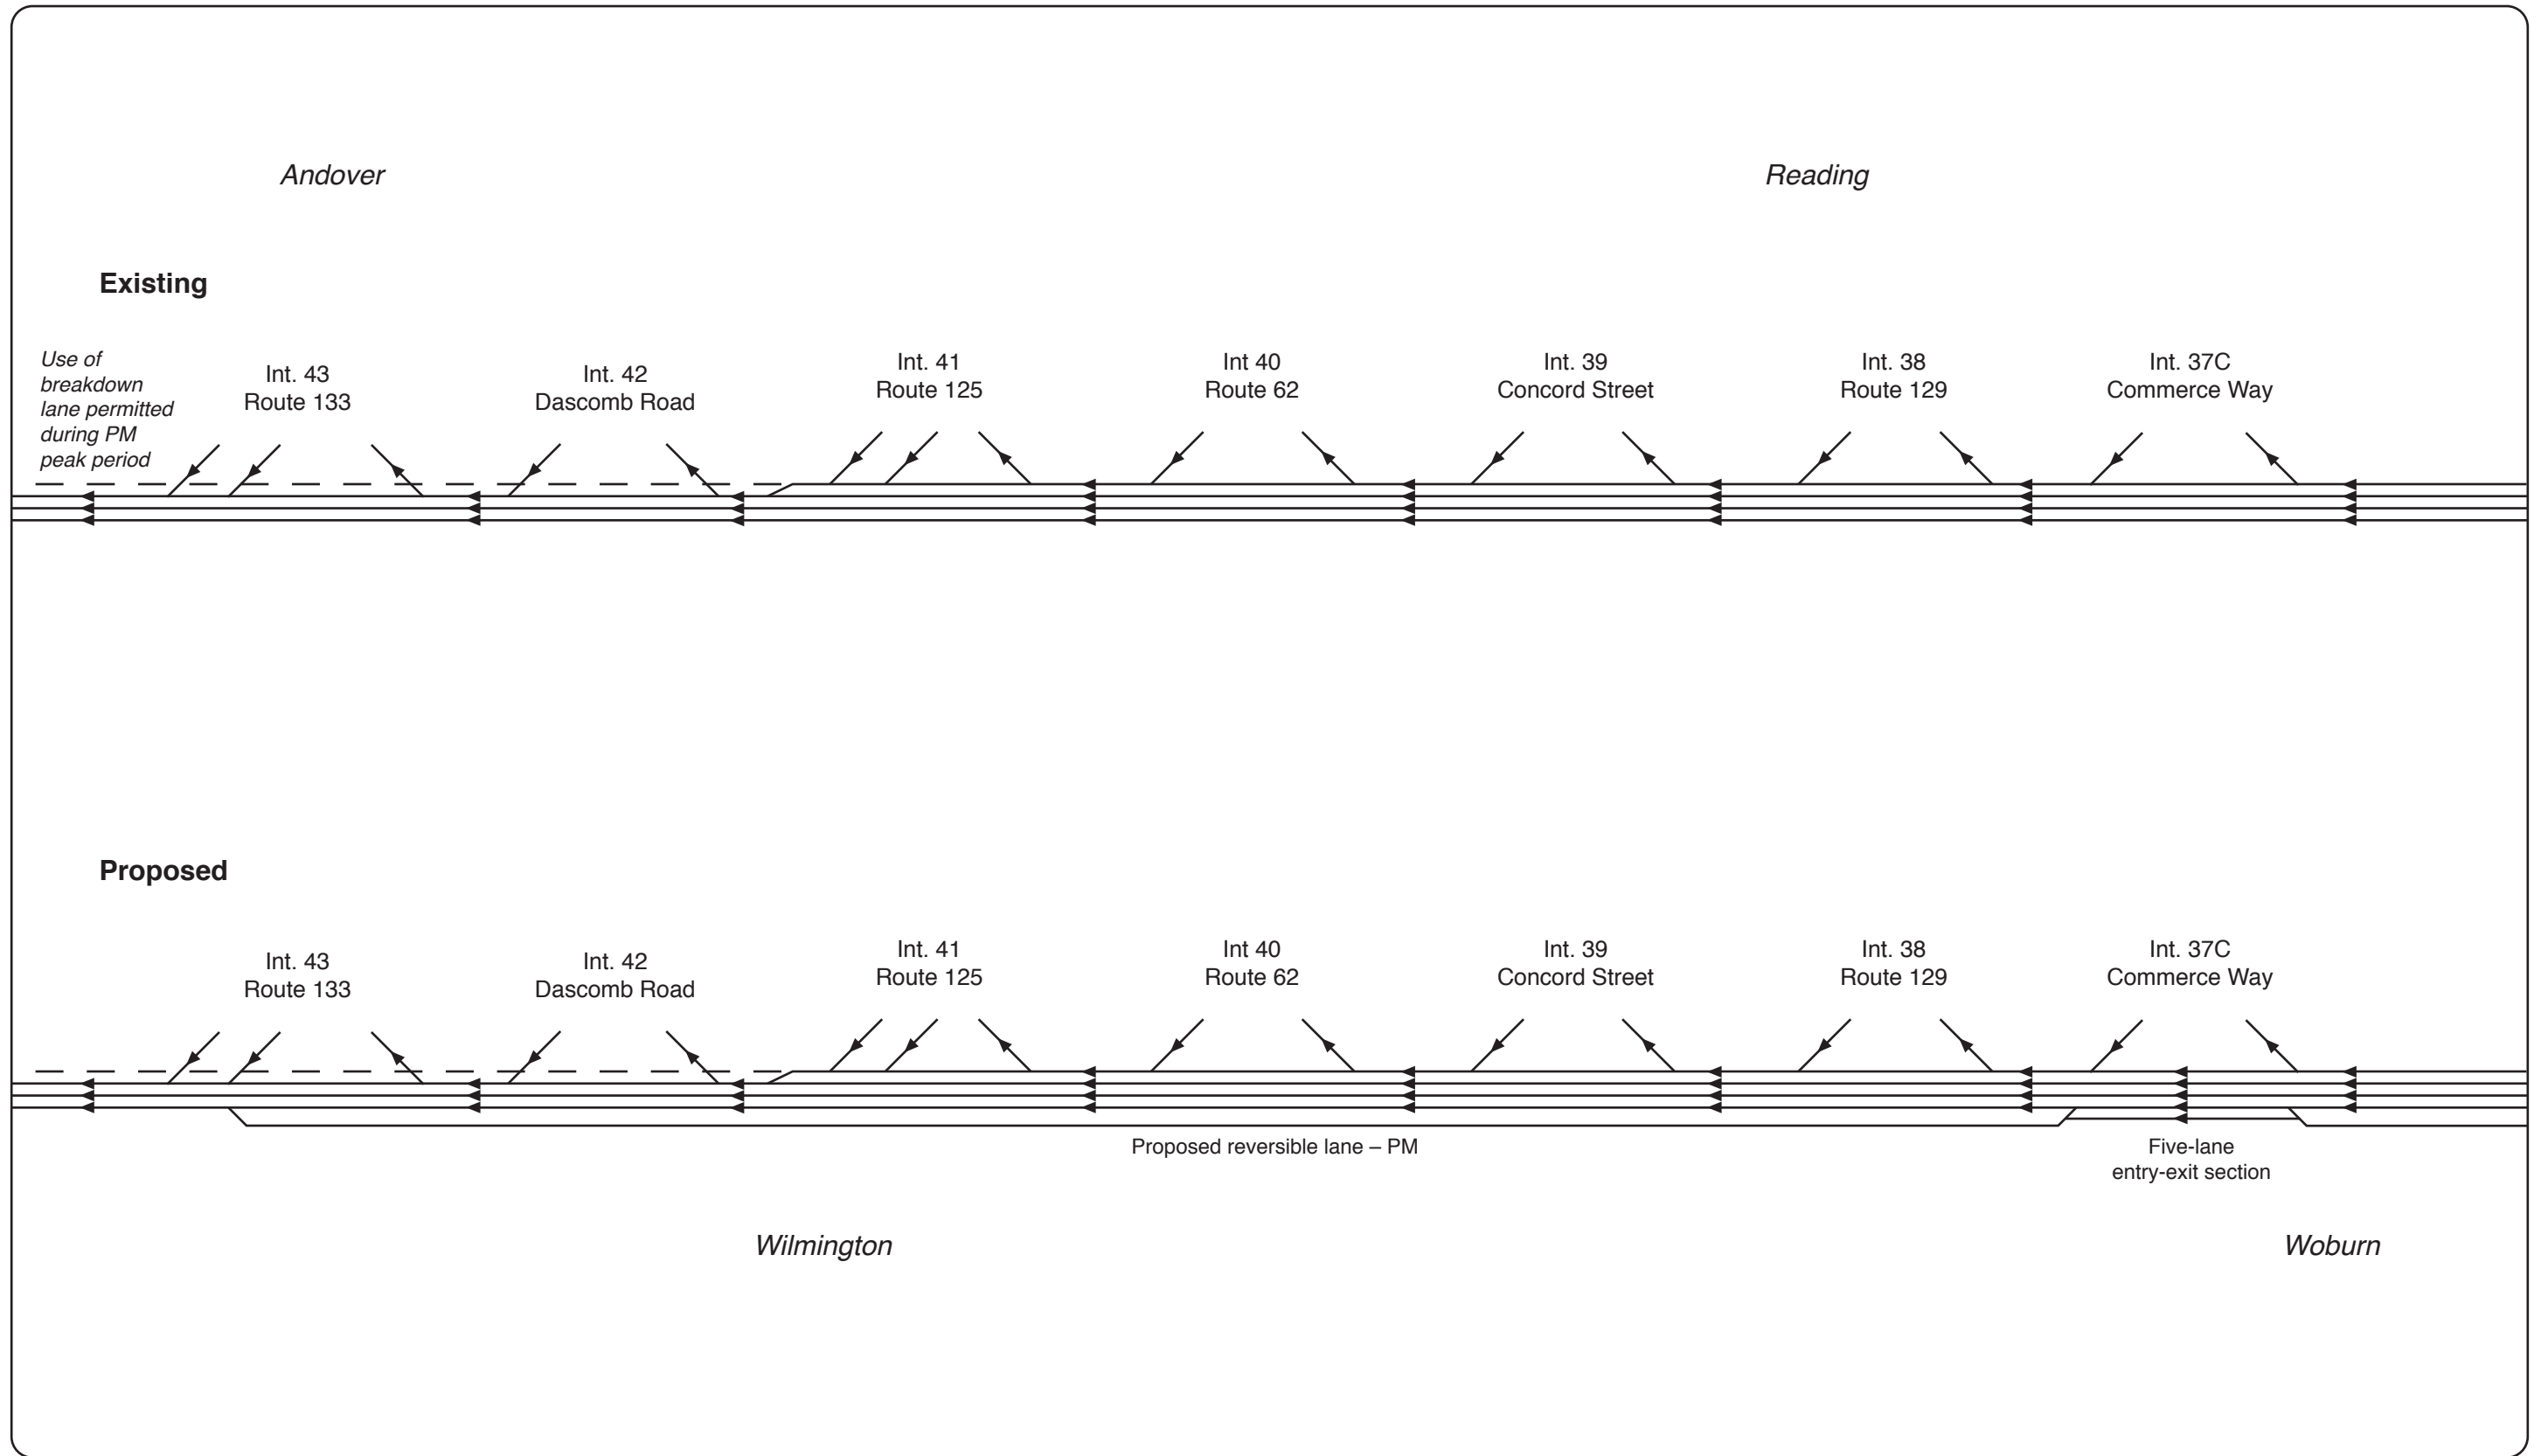 Andover
Reading
Existing
Use of
breakdown
lane permitted
during PM
peak period
Int. 43
Route 133
Int. 42
Dascomb Road
Int. 41
Route 125
Int 40
Route 62
Int. 39
Concord Street
Int. 38
Route 129
Int. 37C
Commerce Way
Proposed
Int. 43
Route 133
Int. 42
Dascomb Road
Int. 41
Route 125
Int 40
Route 62
Int. 39
Concord Street
Int. 38
Route 129
Int. 37C
Commerce Way
Proposed reversible lane – PM
Five-lane
entry-exit section
Wilmington
Woburn